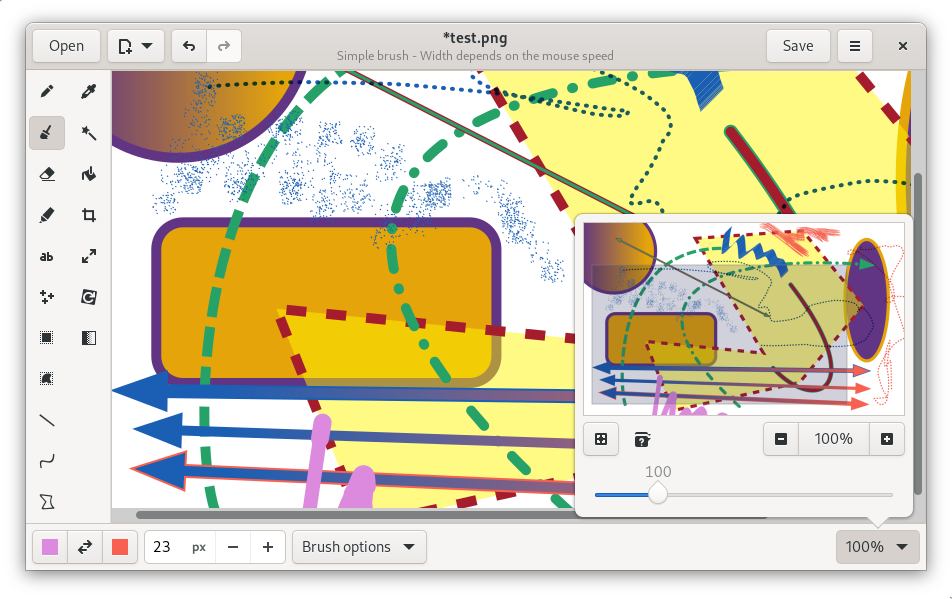 Open
*test.png
Simple brush - Width depends on the mouse speed
Save
ab
100%
100
23 px
Brush options
100%